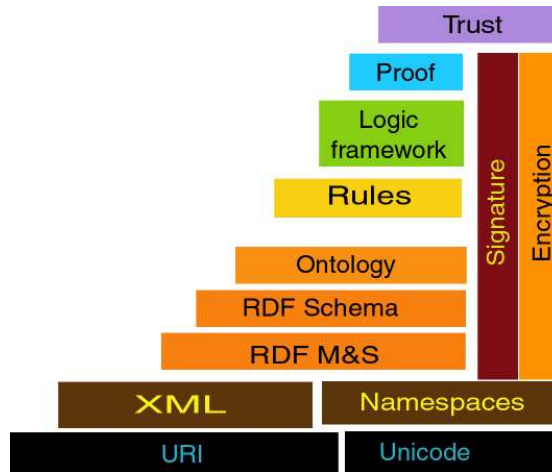 Trust
Proof
Logic
framework
Rules
Ontology
RDF Schema
RDF M&S
Signature
Encryption
XML
Namespaces
URI
Unicode